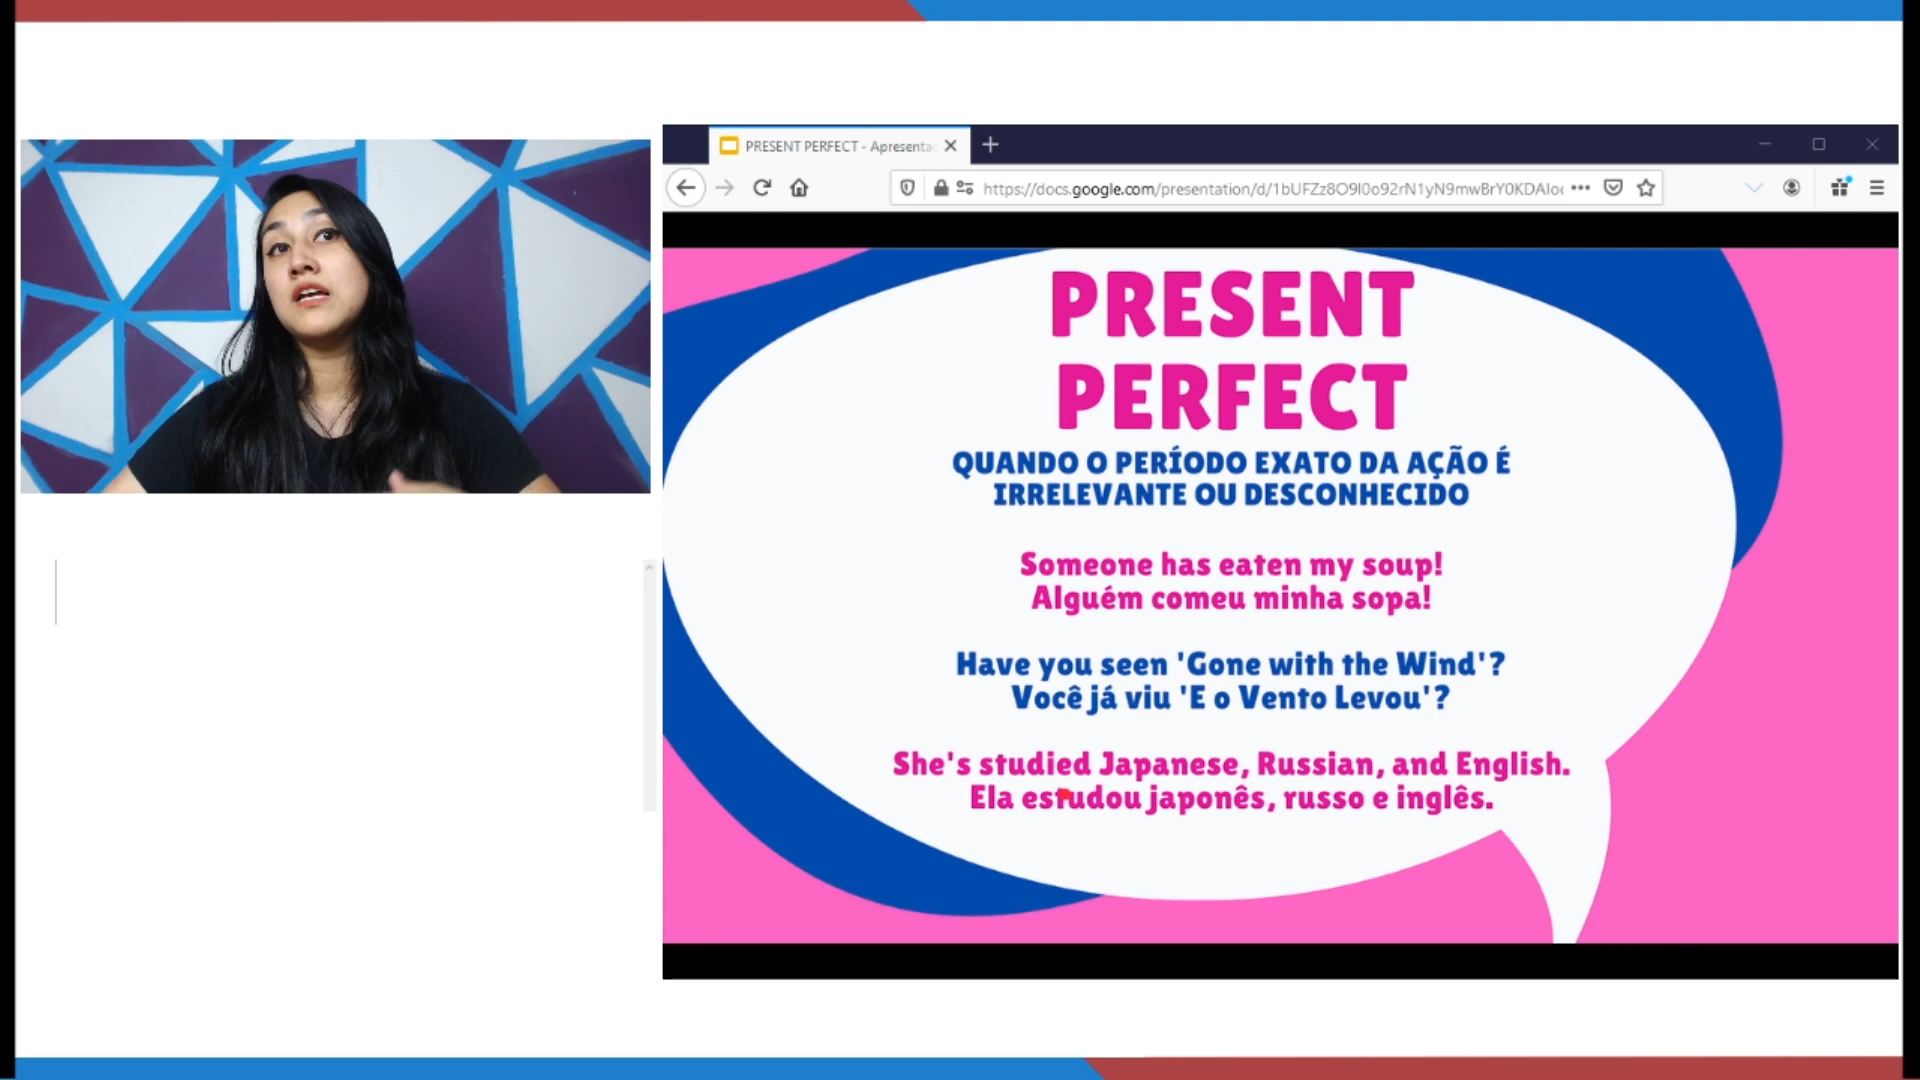 PRESENT PERFECT - Apresenta
https://docs.google.com/presentation/d/1bUFZz8O9I0o92rN1yN9mwBrY0KDAIo
PRESENT
PERFECT
QUANDO O PERÍODO EXATO DA AÇÃO É
IRRELEVANTE OU DESCONHECIDO
Someone has eaten my soup!
Alguém comeu minha sopa!
Have you seen 'Gone with the Wind'?
Você já viu 'E o Vento Levou'?
She's studied Japanese, Russian, and English.
Ela estudou japonês, russo e inglês.